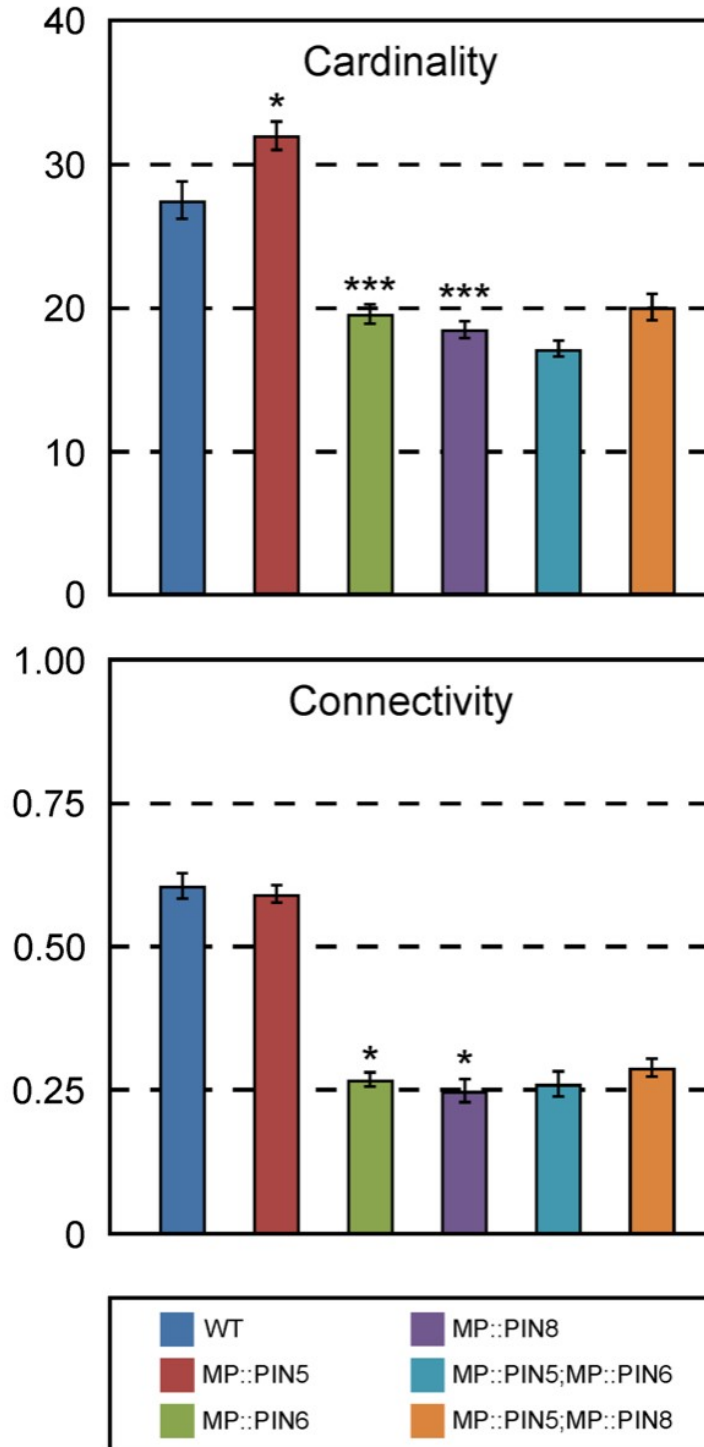 40
Cardinality
*
30
*** ***
20
10
0
1.00
Connectivity
0.75
0.50
* *
0.25
0
WT MP::PIN8
MP::PIN5 MP::PIN5;MP::PIN6
MP::PIN6 MP::PIN5;MP::PIN8